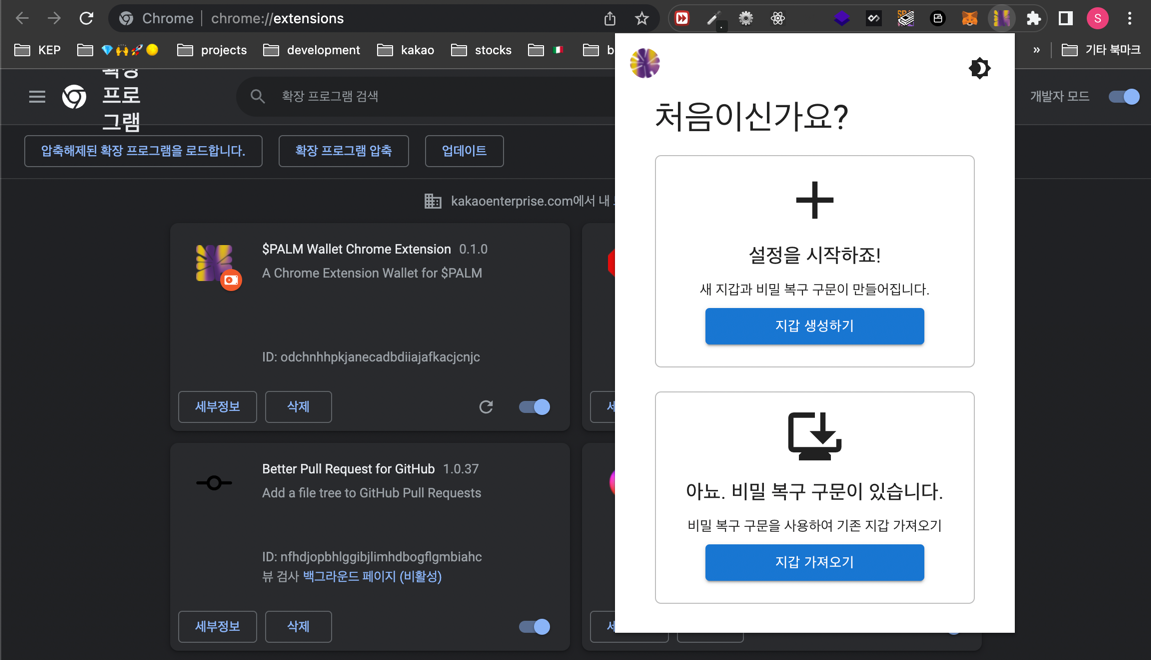 Chrome | chrome://extensions
S
KEP
projects
development
kakao
stocks
»
기타 북마크
확장
프로
그램
확장 프로그램 검색
개발자 모드
압축해제된 확장 프로그램을 로드합니다.
확장 프로그램 압축
업데이트
kakaoenterprise.com에서 내
$PALM Wallet Chrome Extension 0.1.0
A Chrome Extension Wallet for $PALM
ID: odchnhhpkjanecadbdiiajafkacjcnjc
세부정보
삭제
Better Pull Request for GitHub 1.0.37
Add a file tree to GitHub Pull Requests
ID: nfhdjopbhlggibjlimhdbogflgmbiahc
뷰 검사 백그라운드 페이지 (비활성)
세부정보
삭제
처음이신가요?
설정을 시작하죠!
새 지갑과 비밀 복구 구문이 만들어집니다.
지갑 생성하기
아뇨. 비밀 복구 구문이 있습니다.
비밀 복구 구문을 사용하여 기존 지갑 가져오기
지갑 가져오기